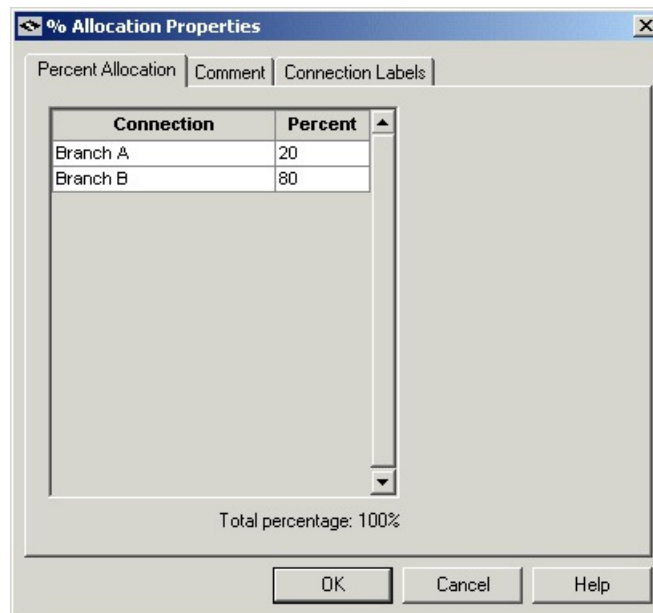 % Allocation Properties
Percent Allocation Comment Connection Labels
Connection Percent
Branch A 20
Branch B 80
Total percentage: 100%
OK Cancel Help